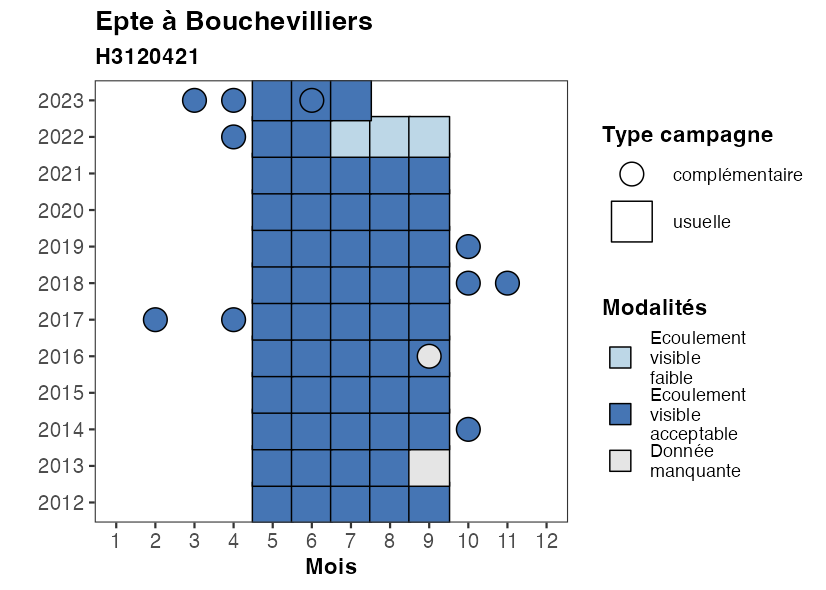 Epte à Bouchevilliers
H3120421
2023
2022
2021
2020
2019
2018
2017
2016
2015
2014
2013
2012
1 2 3 4 5 6 7 8 9 10 11 12
Mois
Type campagne
complémentaire
usuelle
Modalités
Ecoulement
visible
faible
Ecoulement
visible
acceptable
Donnée
manquante